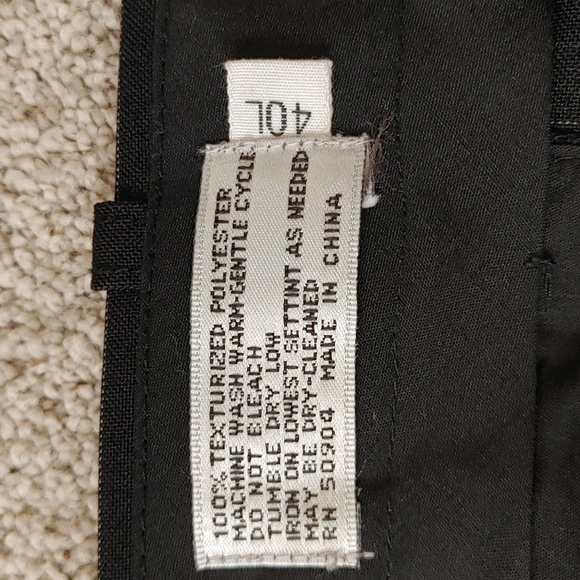 40L
100% TEXTURIZED POLYESTER
MACHINE WASH WARM-GENTLE CYCLE
DO NOT BLEACH
TUMBLE DRY LOW
IRON ON LOWEST SETTINT AS NEEDED
MAY BE DRY-CLEANED
RN 50904 MADE IN CHINA